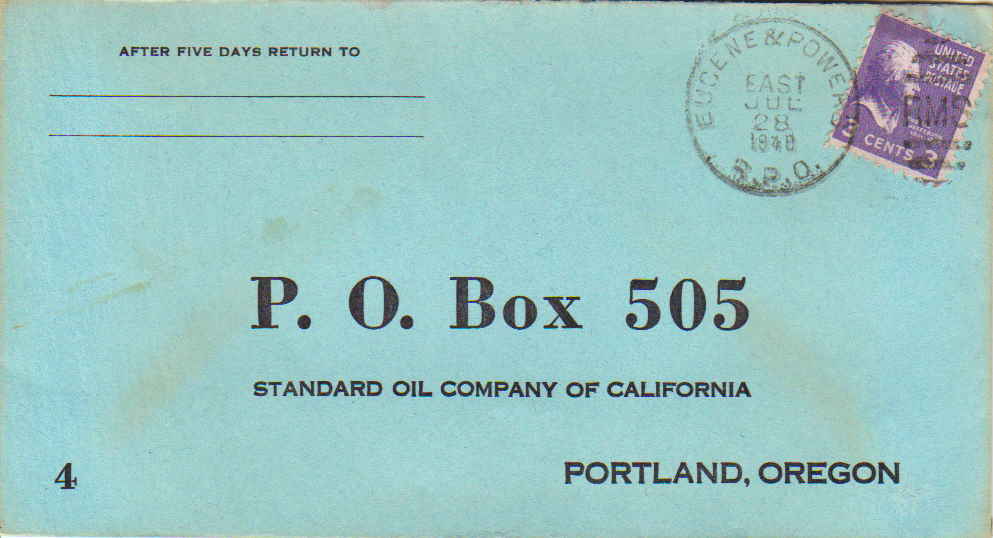 AFTER FIVE DAYS RETURN TO
EUGENE & POWERS
EAST
JUL
28
1940
R.P.O.
UNITED
STATES
POSTAGE
RMS
CENTS 3
P. O. Box 505
STANDARD OIL COMPANY OF CALIFORNIA
4
PORTLAND, OREGON